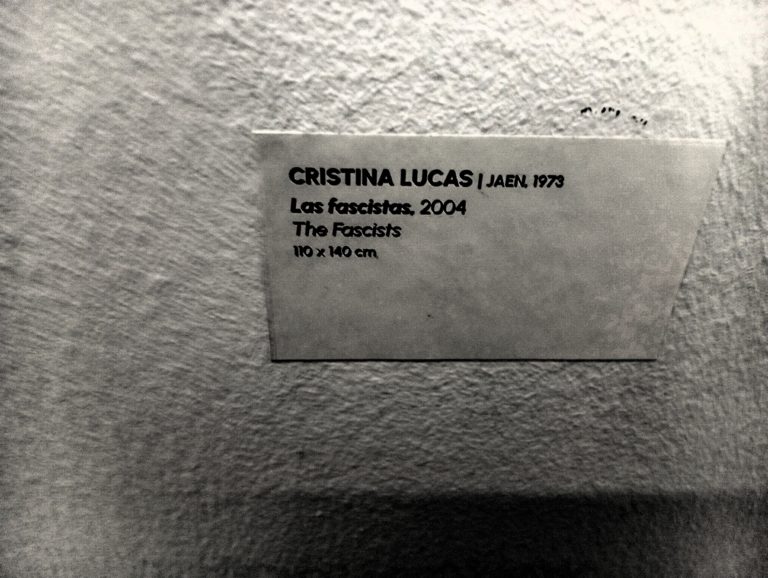 CRISTINA LUCAS | JAEN, 1973
Las fascistas, 2004
The Fascists
110 x 140 cm